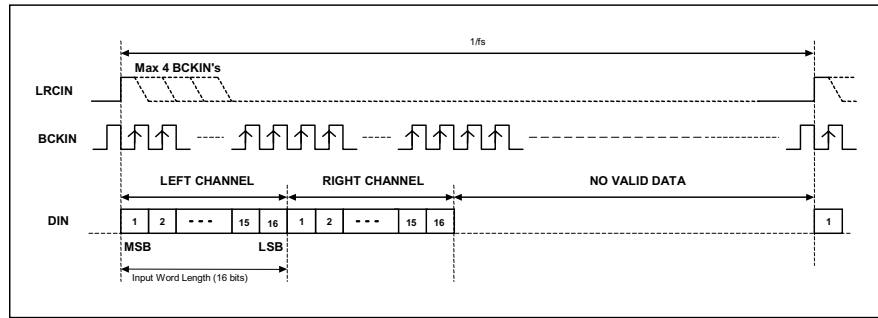 1/fs
Max 4 BCKIN's
LRCIN
BCKIN
LEFT CHANNEL RIGHT CHANNEL NO VALID DATA
DIN 1 2 15 16 1 2 15 16 1
MSB LSB
Input Word Length (16 bits)